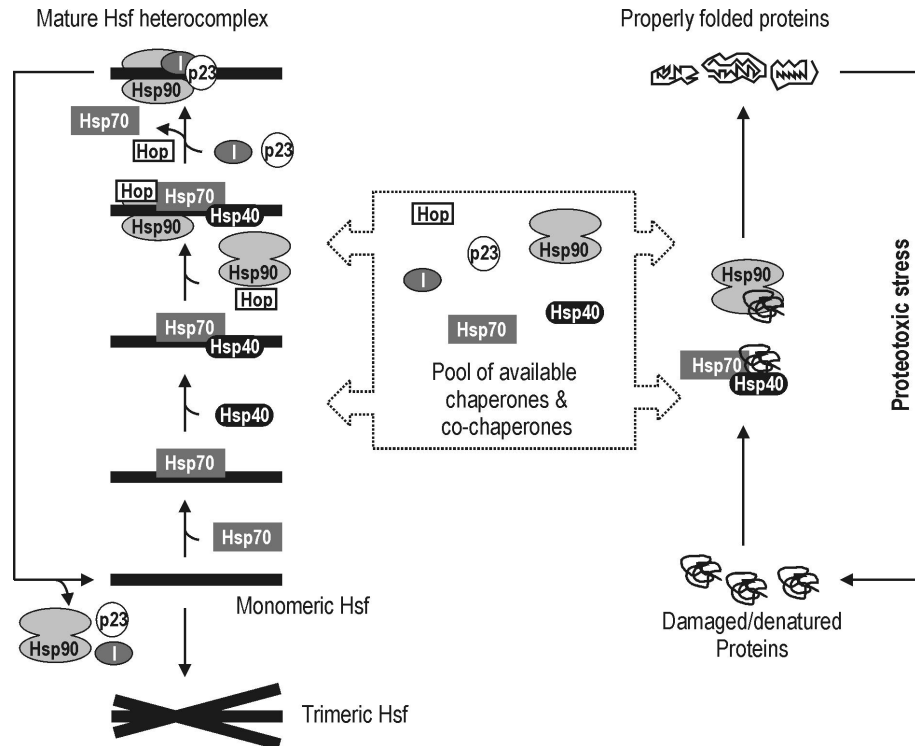 Mature Hsf heterocomplex
I
p23
Hsp90
Hsp70
Hop
I
p23
Hop
Hsp70
Hsp40
Hsp90
Hsp90
Hop
Hsp70
Hsp40
Hsp40
Hsp70
Hsp70
Monomeric Hsf
p23
Hsp90
I
Trimeric Hsf
Hop
p23
Hsp90
I
Hsp40
Hsp70
Pool of available
chaperones &
co-chaperones
Properly folded proteins
Hsp90
Hsp70
Hsp40
Damaged/denatured
Proteins
Proteotoxic stress